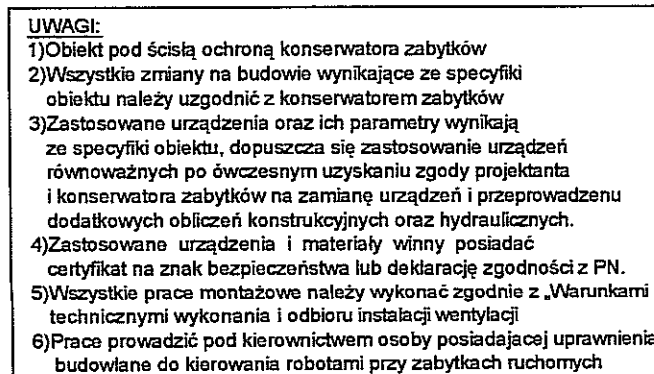 UWAGI:
1)Obiekt pod ścisłą ochroną konserwatora zabytków
2)Wszystkie zmiany na budowie wynikające ze specyfiki
obiektu należy uzgodnić z konserwatorem zabytków
3)Zastosowane urządzenia oraz ich parametry wynikają
ze specyfiki obiektu, dopuszcza się zastosowanie urządzeń
równoważnych po ówczesnym uzyskaniu zgody projektanta
i konserwatora zabytków na zamianę urządzeń i przeprowadzenu
dodatkowych obliczeń konstrukcyjnych oraz hydraulicznych.
4)Zastosowane urządzenia i materiały winny posiadać
certyfikat na znak bezpieczeństwa lub deklarację zgodności z PN.
5)Wszystkie prace montażowe należy wykonać zgodnie z „Warunkami
technicznymi wykonania i odbioru instalacji wentylacji
6)Prace prowadzić pod kierownictwem osoby posiadajacej uprawnienia
budowlane do kierowania robotami przy zabytkach ruchomych